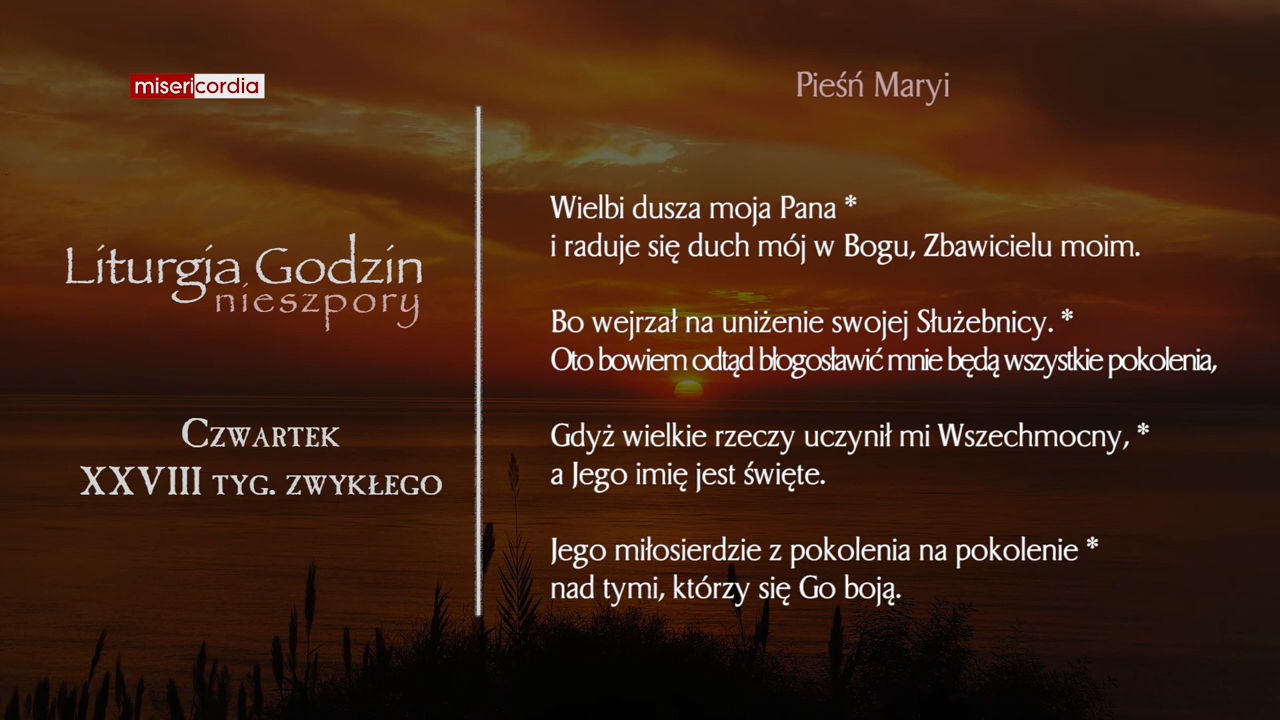 misericordia
Liturgia Godzin
nieszpory
Czwartek
XXVIII tyg. zwykłego
Pieśń Maryi
Wielbi dusza moja Pana *
i raduje się duch mój w Bogu, Zbawicielu moim.
Bo wejrzał na uniżenie swojej Służebnicy. *
Oto bowiem odtąd błogosławić mnie będą wszystkie pokolenia,
Gdyż wielkie rzeczy uczynił mi Wszechmocny, *
a Jego imię jest święte.
Jego miłosierdzie z pokolenia na pokolenie *
nad tymi, którzy się Go boją.